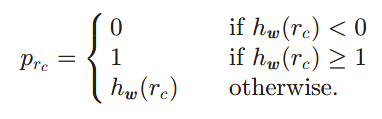 0 if h_w(r_c) < 0
p_{r_c} = { 1 if h_w(r_c) ≥ 1
h_w(r_c) otherwise.